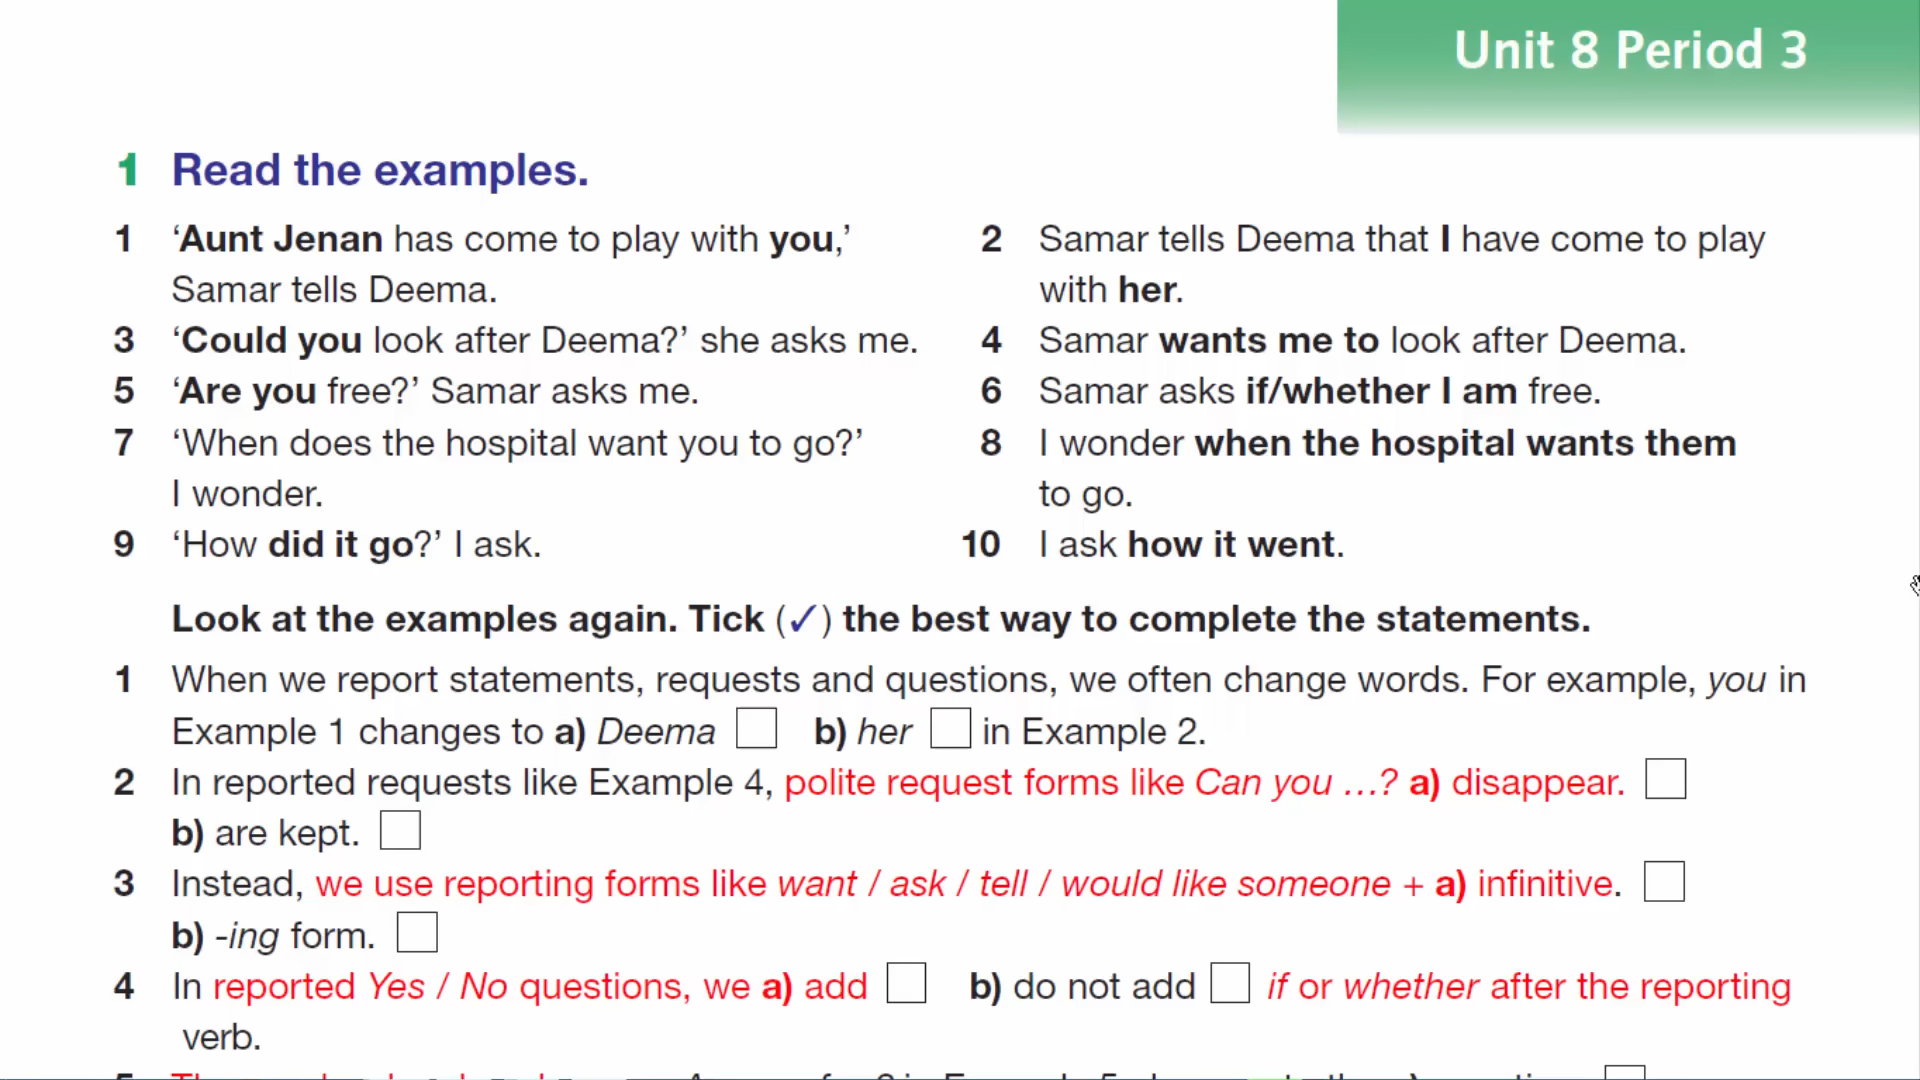 Unit 8 Period 3
1 Read the examples.
1 ‘Aunt Jenan has come to play with you,’
Samar tells Deema.
2 Samar tells Deema that I have come to play
with her.
3 ‘Could you look after Deema?’ she asks me.
4 Samar wants me to look after Deema.
5 ‘Are you free?’ Samar asks me.
6 Samar asks if/whether I am free.
7 ‘When does the hospital want you to go?’
I wonder.
8 I wonder when the hospital wants them
to go.
9 ‘How did it go?’ I ask.
10 I ask how it went.
Look at the examples again. Tick (✓) the best way to complete the statements.
1 When we report statements, requests and questions, we often change words. For example, you in
Example 1 changes to a) Deema □ b) her □ in Example 2.
2 In reported requests like Example 4, polite request forms like Can you …? a) disappear. □
b) are kept. □
3 Instead, we use reporting forms like want / ask / tell / would like someone + a) infinitive. □
b) -ing form. □
4 In reported Yes / No questions, we a) add □ b) do not add □ if or whether after the reporting
verb.